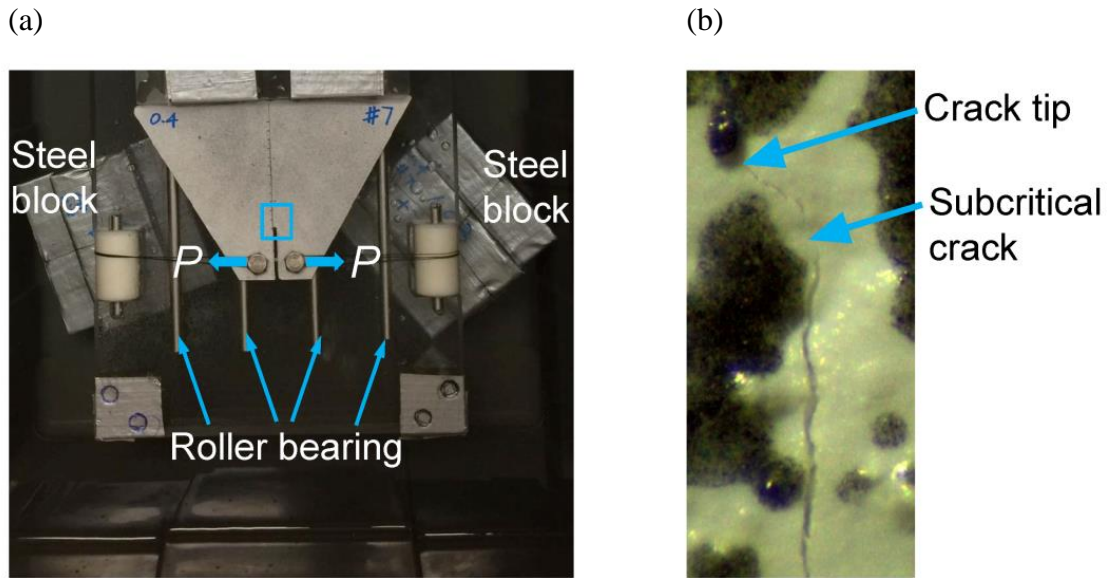 (a)
(b)
0.4
#7
Steel
block
Steel
block
P
P
Roller bearing
Crack tip
Subcritical
crack